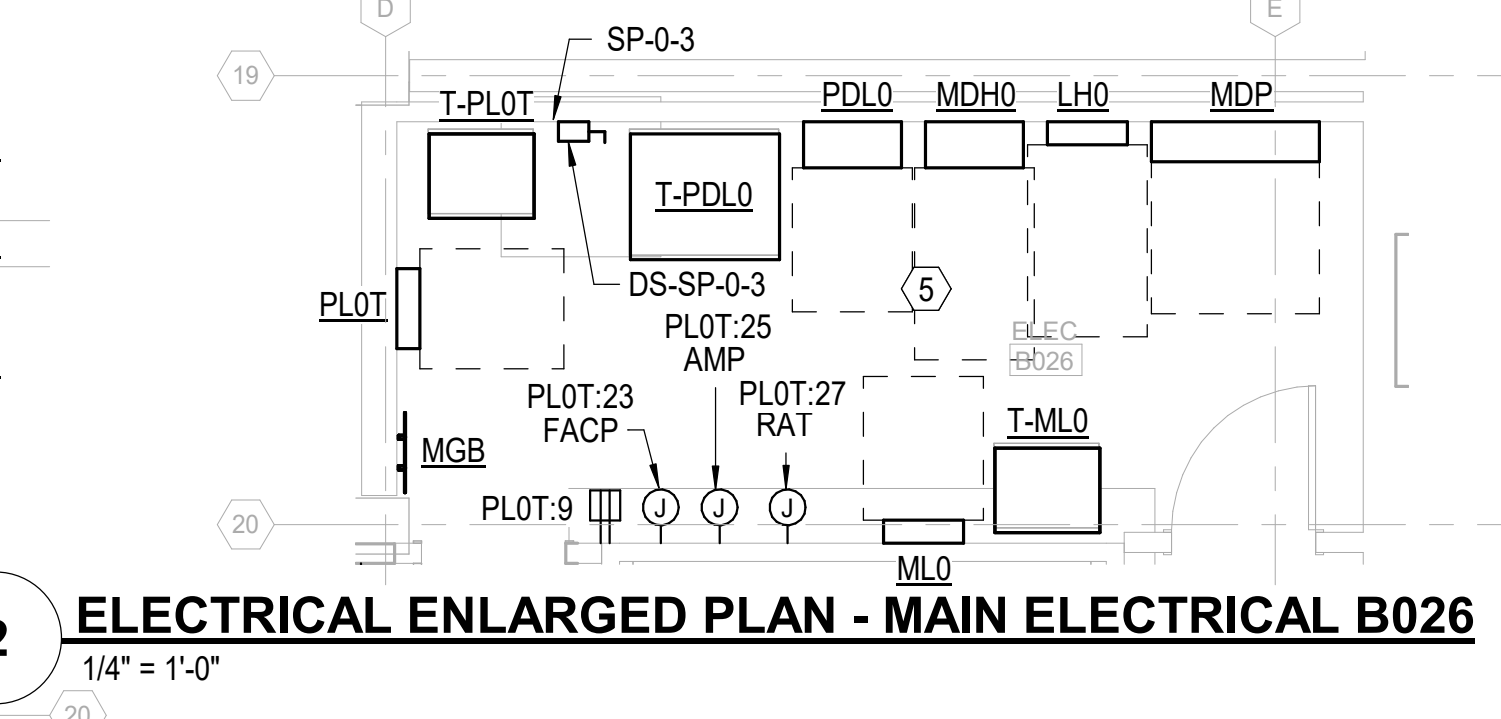 D
E
SP-0-3
19
T-PL0T
PDL0
MDH0
LH0
MDP
T-PDL0
DS-SP-0-3
5
PL0T
PL0T:25
AMP
ELEC
B026
PL0T:23
FACP
PL0T:27
RAT
T-ML0
MGB
PL0T:9
J
J
J
20
ML0
2
ELECTRICAL ENLARGED PLAN - MAIN ELECTRICAL B026
1/4" = 1'-0"
20